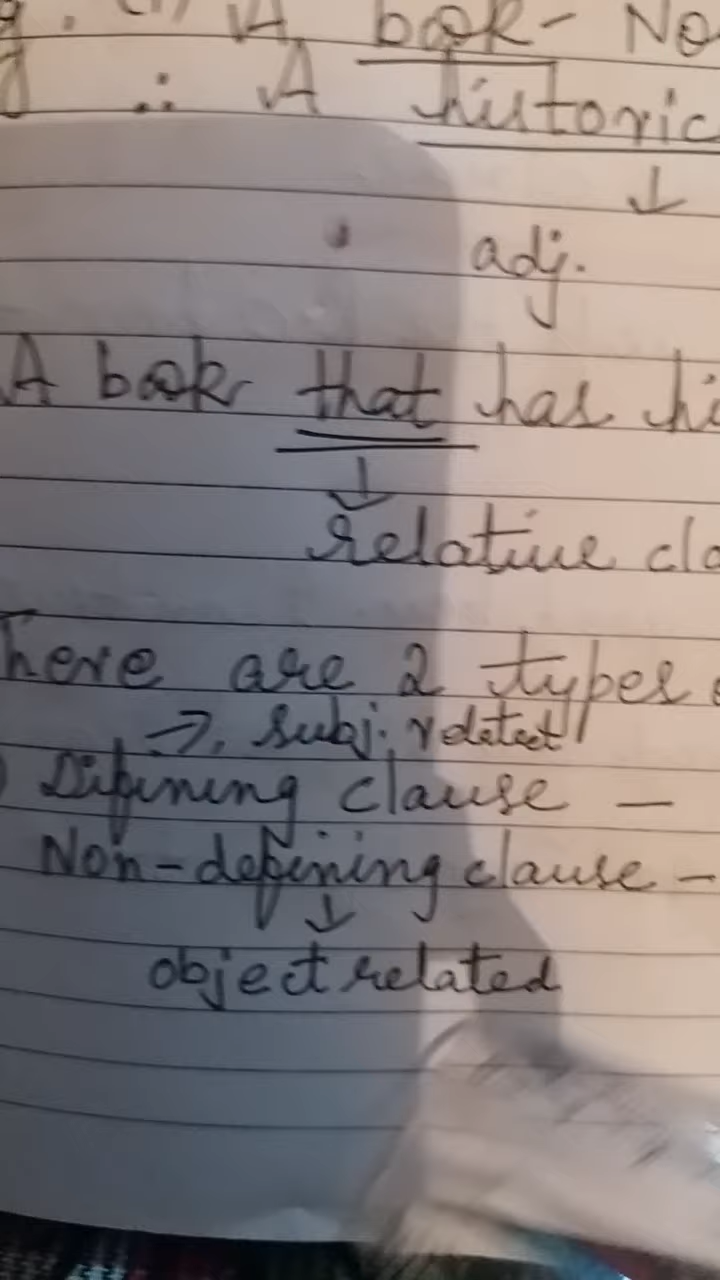 A book - No
∴ A historic
↓
adj.
A book that has hi
↓
Relative cla
There are 2 types
→ subj. related
Difining clause —
Non-defining clause -
↓
object related